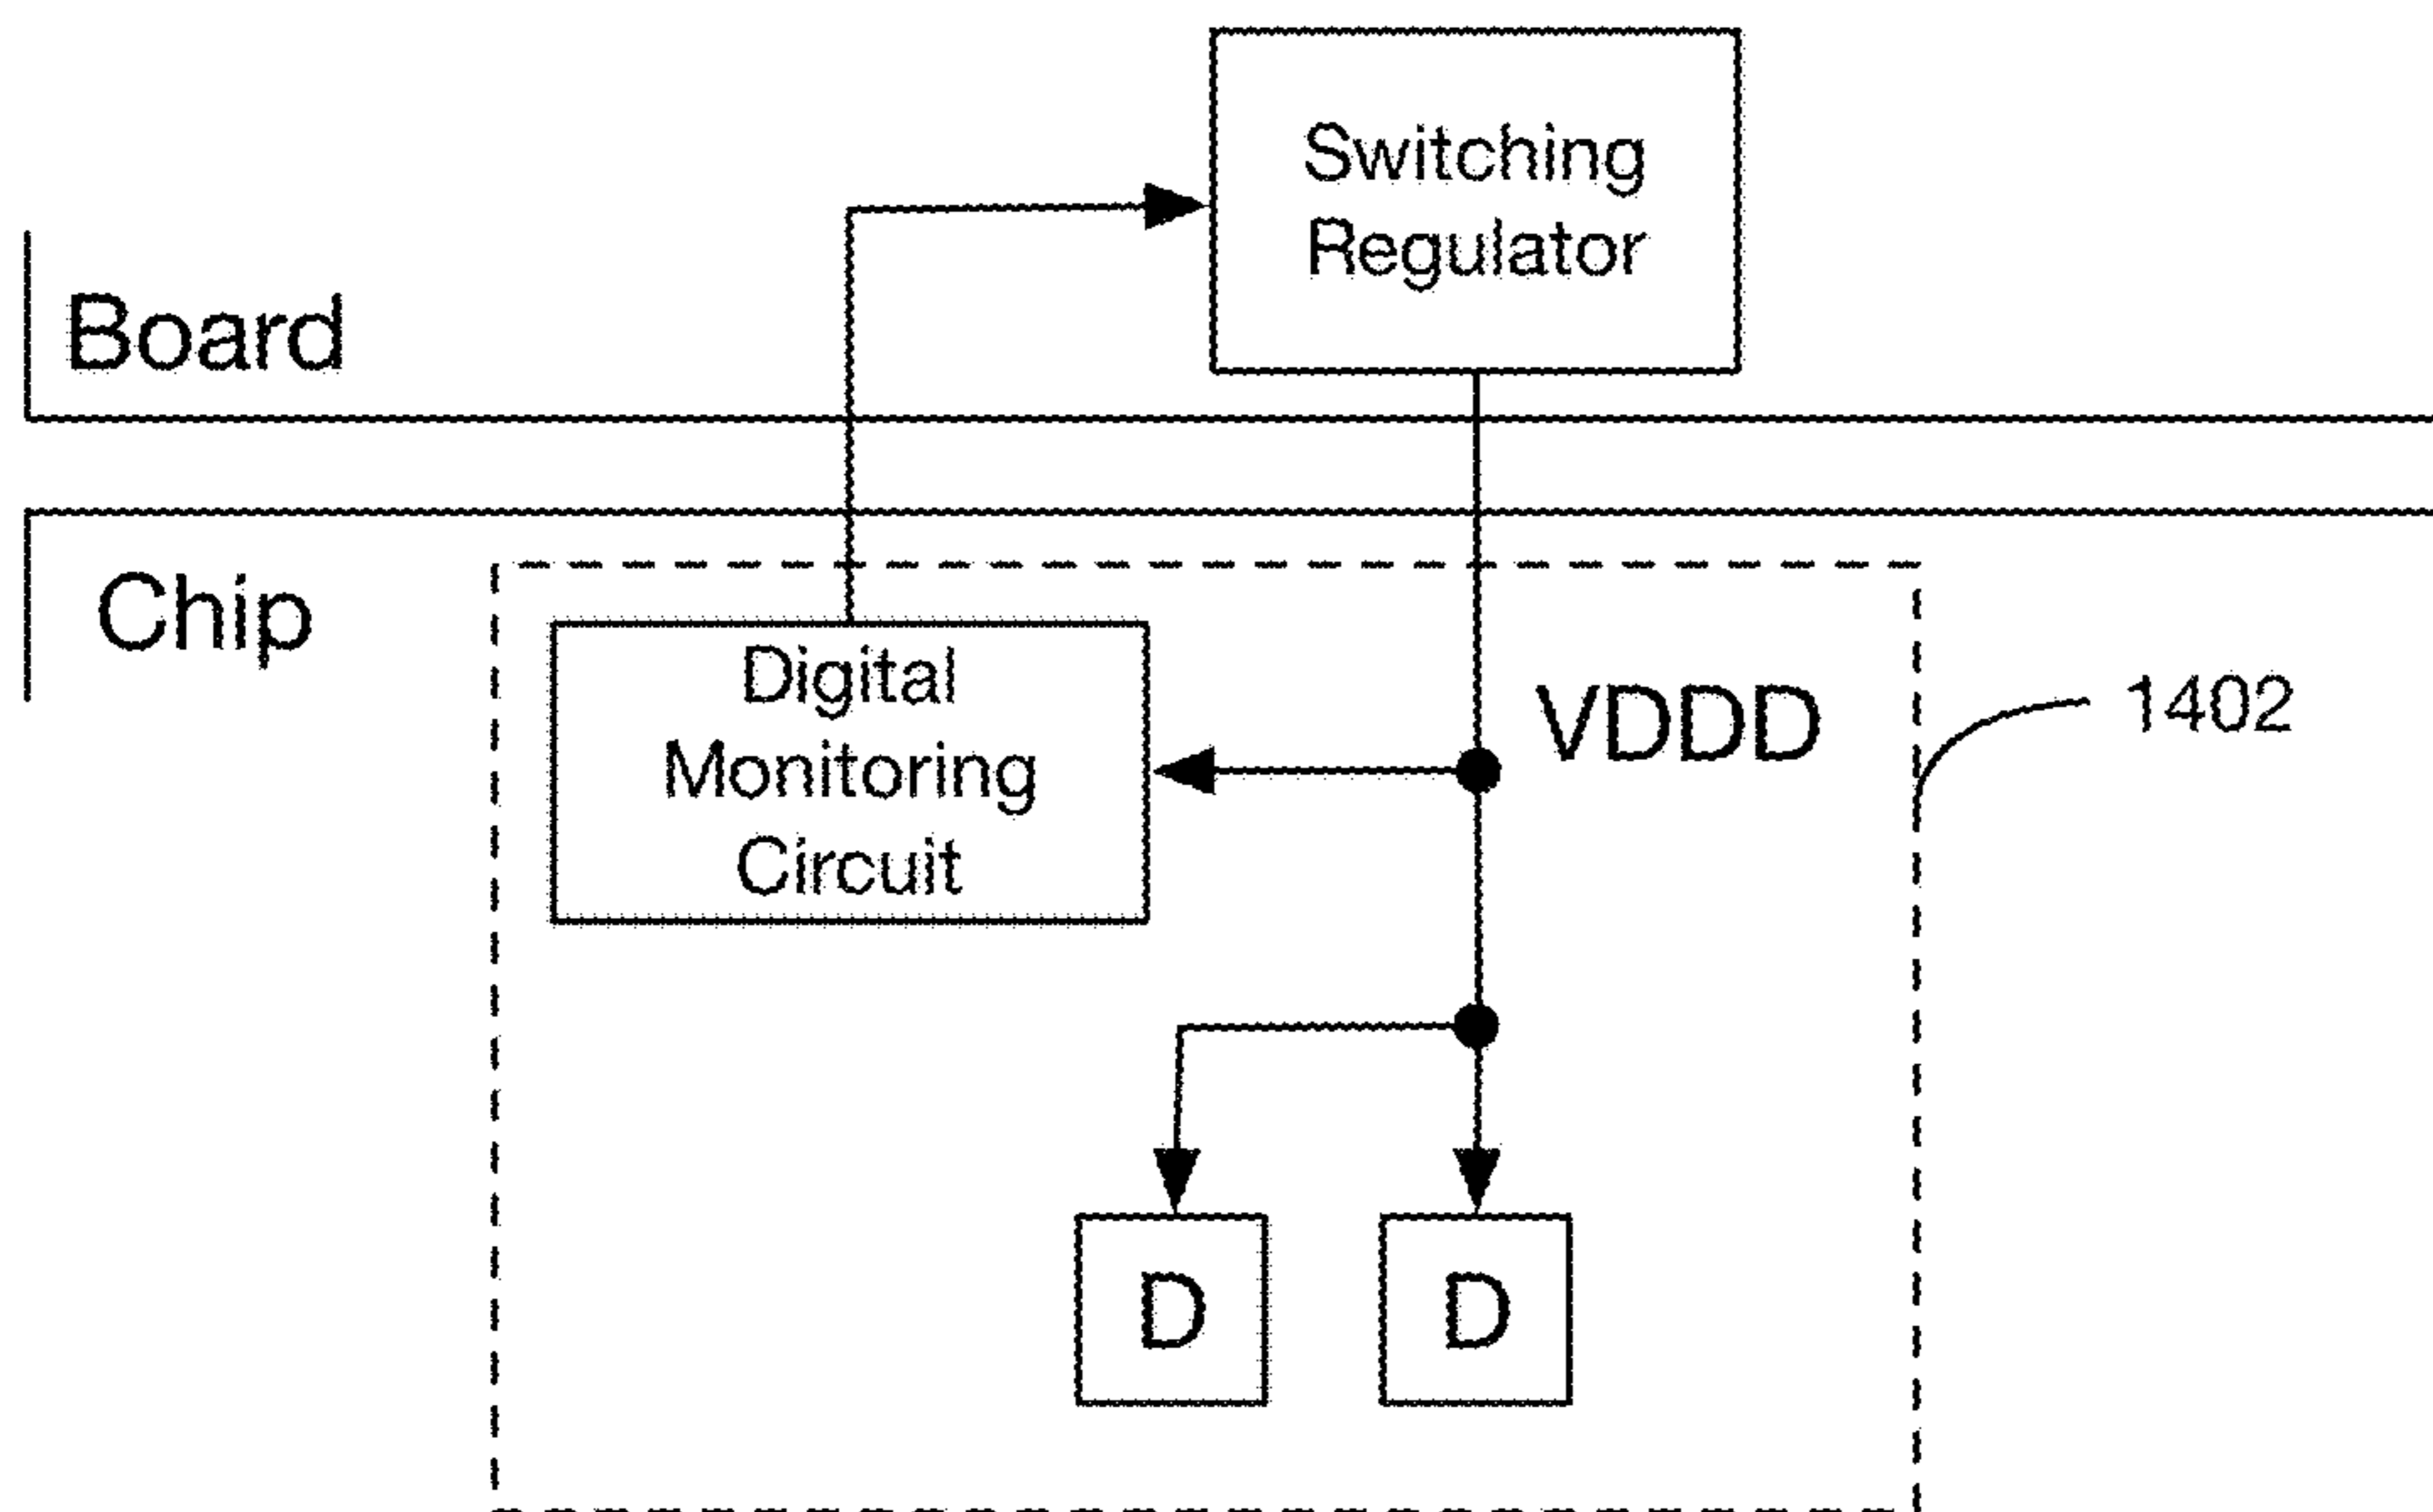 Switching
Regulator
Board
Chip
Digital
Monitoring
Circuit
VDDD
1402
D
D